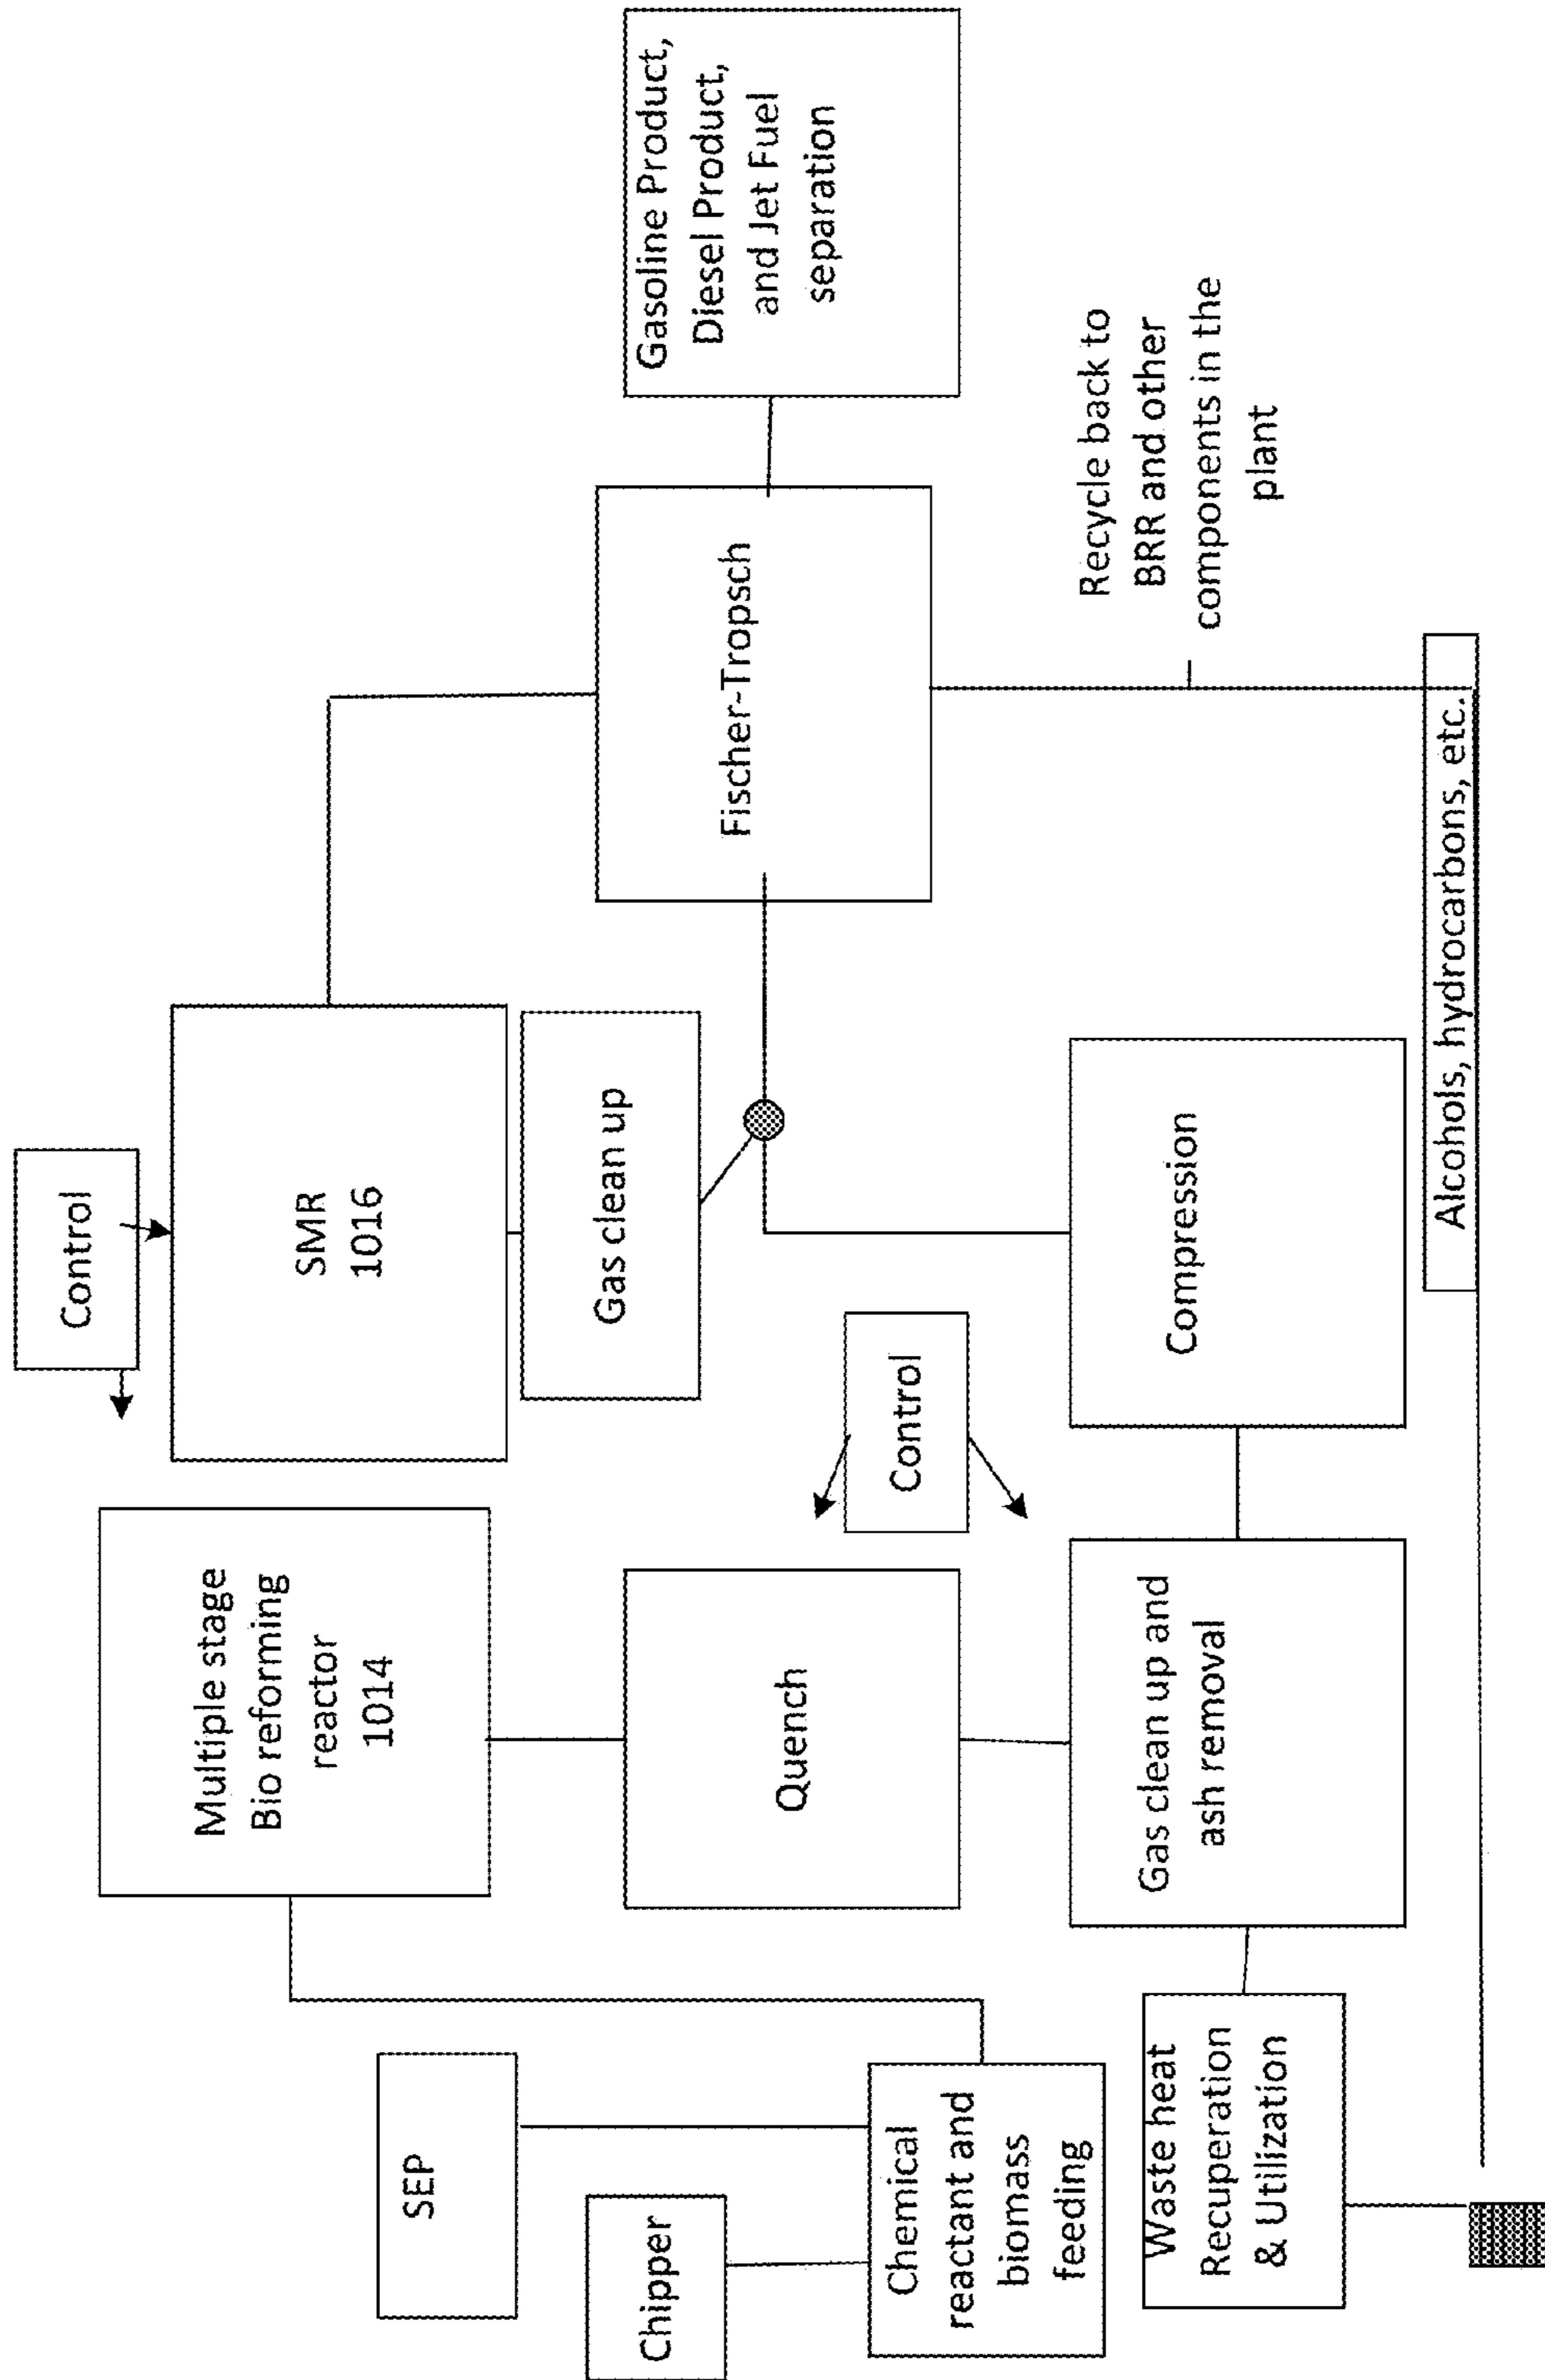 Control
SMR
1016
Multiple stage
Bio reforming
reactor
1014
SEP
Chipper
Chemical
reactant and
biomass
feeding
Quench
Control
Gas clean up
Fischer-Tropsch
Gasoline Product,
Diesel Product,
and Jet Fuel
separation
Waste heat
Recuperation
& Utilization
Gas clean up and
ash removal
Compression
Recycle back to
BRR and other
components in the
plant
Alcohols, hydrocarbons, etc.